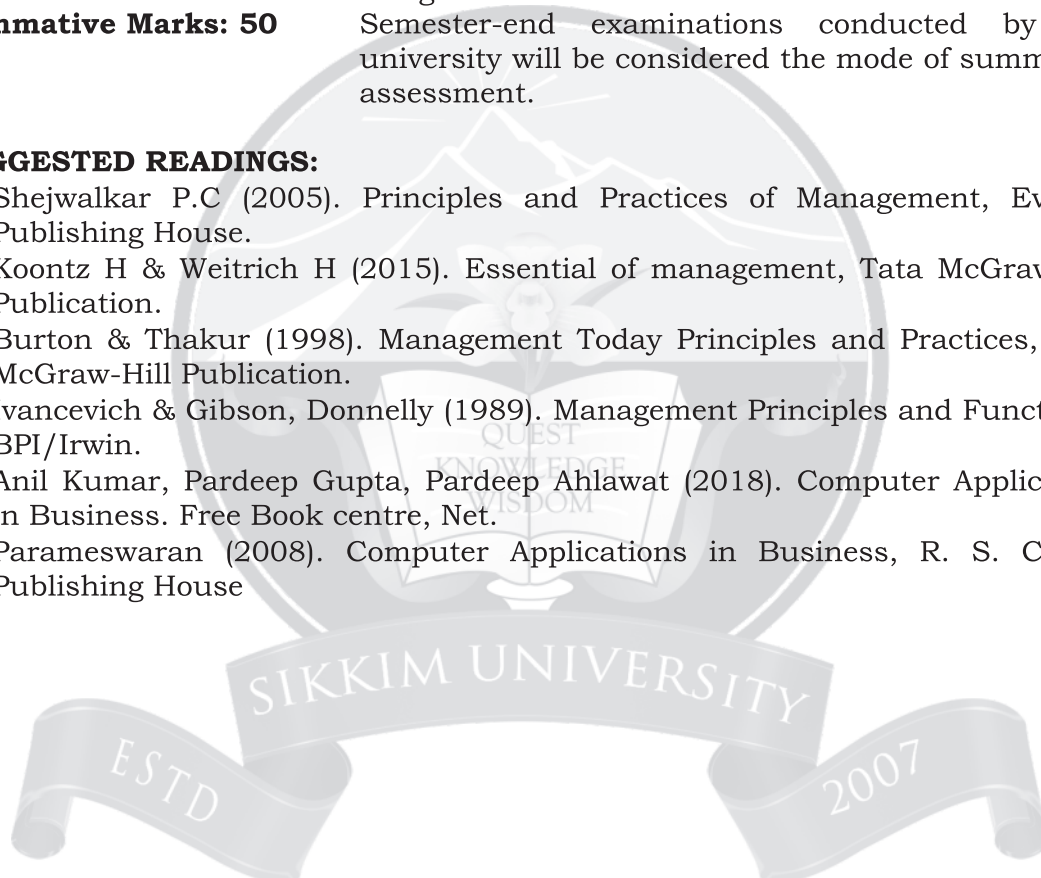 mmative Marks: 50 Semester-end examinations conducted by
university will be considered the mode of summ
assessment.
GGESTED READINGS:
Shejwalkar P.C (2005). Principles and Practices of Management, Ev
Publishing House.
Koontz H & Weitrich H (2015). Essential of management, Tata McGraw
Publication.
Burton & Thakur (1998). Management Today Principles and Practices,
McGraw-Hill Publication.
Ivancevich & Gibson, Donnelly (1989). Management Principles and Funct
BPI/Irwin.
Anil Kumar, Pardeep Gupta, Pardeep Ahlawat (2018). Computer Applic
in Business. Free Book centre, Net.
Parameswaran (2008). Computer Applications in Business, R. S. C
Publishing House
QUEST
KNOWLEDGE
WISDOM
SIKKIM UNIVERSITY
ESTD
2007